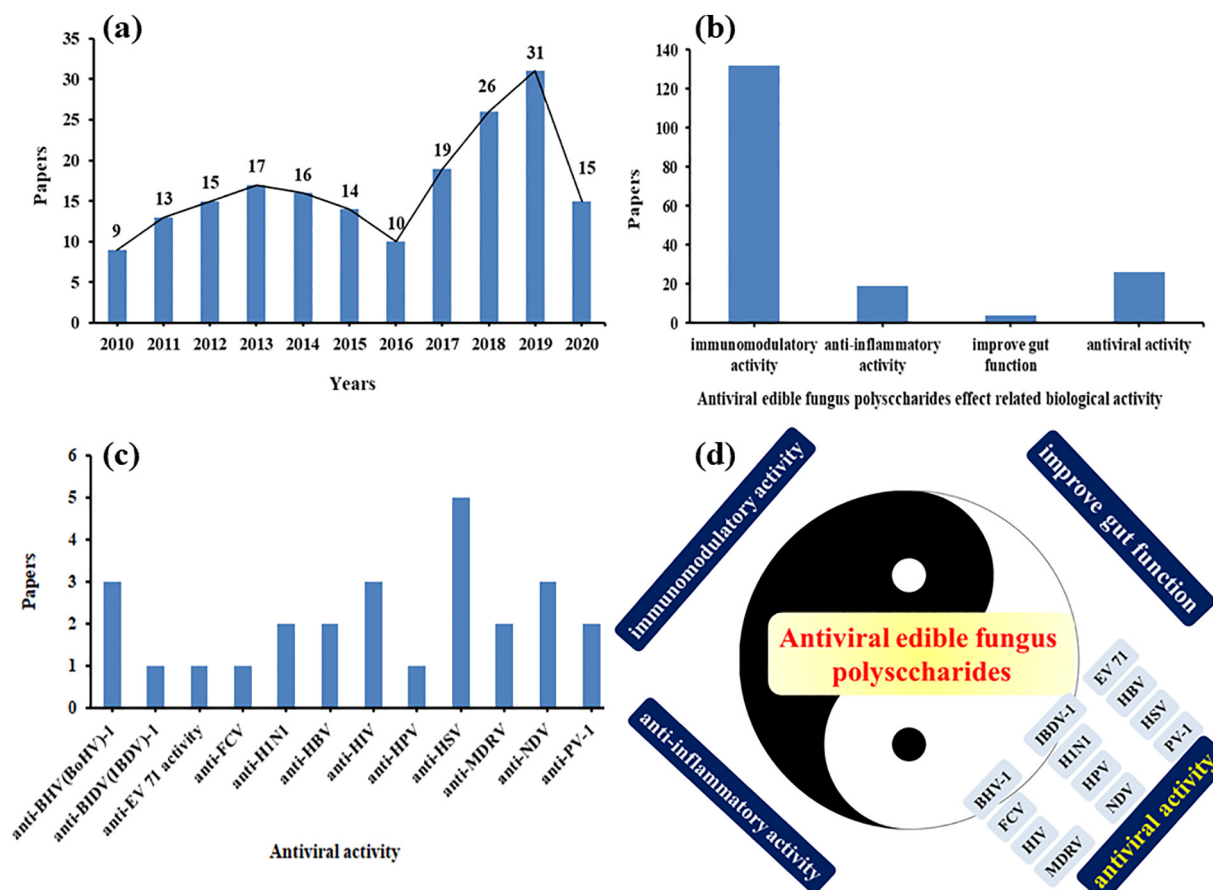 (a)
35
30
25
20
15
10
5
0
Papers
9
13
15
17
16
14
10
19
26
31
15
2010 2011 2012 2013 2014 2015 2016 2017 2018 2019 2020
Years
(b)
140
120
100
80
60
40
20
0
Papers
immunomodulatory
activity
anti-inflammatory
activity
improve gut
function
antiviral activity
Antiviral edible fungus polysccharides effect related biological activity
(c)
6
5
4
3
2
1
0
Papers
anti-BHV(BoHV)-1
anti-BIDV(IBDV)-1
anti-EV 71 activity
anti-FCV
anti-H1N1
anti-HBV
anti-HIV
anti-HPV
anti-HSV
anti-MDRV
anti-NDV
anti-PV-1
Antiviral activity
(d)
immunomodulatory activity
improve gut function
Antiviral edible fungus
polysccharides
anti-inflammatory activity
antiviral activity
EV 71
HBV
HSV
PV-1
IBDV-1
H1N1
HPV
NDV
BHV-1
FCV
HIV
MDRV